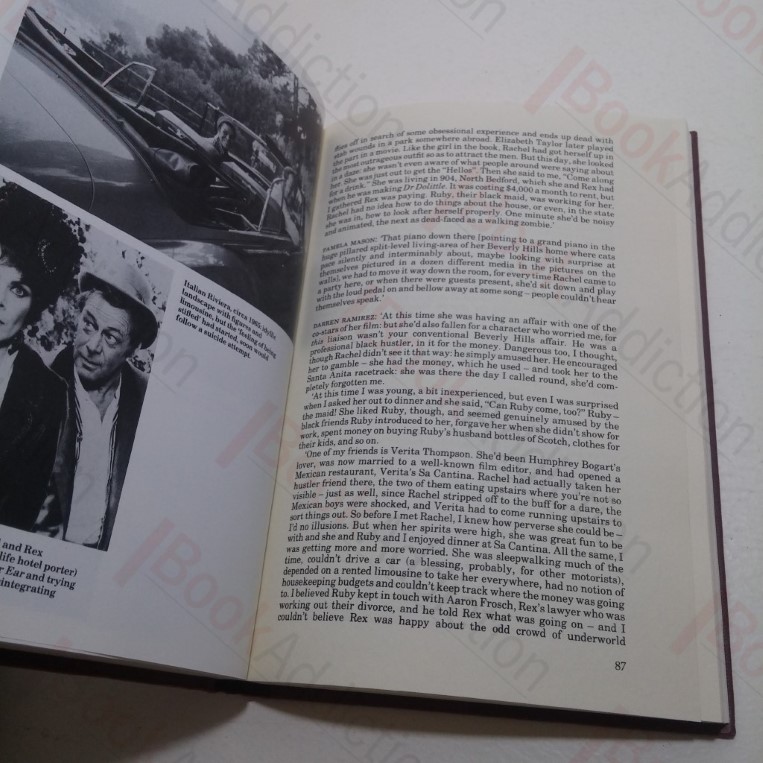 Italian Riviera, circa 1965: idyllic
landscape with figures and
limousine, but the 'feeling of being
stifled' had started, soon would
follow a suicide attempt.
l and Rex
life hotel porter)
r Ear and trying
integrating
flies off in search of some obsessional experience and ends up dead with
stab wounds in a park somewhere abroad. Elizabeth Taylor later played
the part in a movie. Like the girl in the book, Rachel had got herself up in
the most outrageous outfit so as to attract the men. But this day, she looked
in a daze: she wasn't even aware of what people around were saying about
her. She was just out to get the "Hellos". Then she said to me, "Come along
for a drink." She was living in 904, North Bedford, which she and Rex had
when he was making Dr Dolittle. It was costing $4,000 a month to rent, but
I gathered Rex was paying. Ruby, their black maid, was working for her.
Rachel had no idea how to do things about the house, or even, in the state
she was in, how to look after herself properly. One minute she'd be noisy
and animated, the next as dead-faced as a walking zombie.'
PAMELA MASON: 'That piano down there [pointing to a grand piano in the
huge pillared split-level living-area of her Beverly Hills home where cats
pace silently and interminably about, maybe looking with surprise at
themselves pictured in a dozen different media in the pictures on the
walls], we had to move it way down the room, for every time Rachel came to
a party here, or when there were guests present, she'd sit down and play
with the loud pedal on and bellow away at some song – people couldn't hear
themselves speak.'
DARREN RAMIREZ: 'At this time she was having an affair with one of the
co-stars of her film: but she'd also fallen for a character who worried me, for
this liaison wasn't your conventional Beverly Hills affair. He was a
professional black hustler, in it for the money. Dangerous too, I thought,
though Rachel didn't see it that way: he simply amused her. He encouraged
her to gamble – she had the money, which he used – and took her to the
Santa Anita racetrack: she was there the day I called round, she'd com-
pletely forgotten me.
'At this time I was young, a bit inexperienced, but even I was surprised
when I asked her out to dinner and she said, "Can Ruby come, too?" Ruby –
the maid! She liked Ruby, though, and seemed genuinely amused by the
black friends Ruby introduced to her, forgave her when she didn't show for
work, spent money on buying Ruby's husband bottles of Scotch, clothes for
their kids, and so on.
'One of my friends is Verita Thompson. She'd been Humphrey Bogart's
lover, was now married to a well-known film editor, and had opened a
Mexican restaurant, Verita's Sa Cantina. Rachel had actually taken her
hustler friend there, the two of them eating upstairs where you're not so
visible – just as well, since Rachel stripped off to the buff for a dare, the
Mexican boys were shocked, and Verita had to come running upstairs to
sort things out. So before I met Rachel, I knew how perverse she could be –
I'd no illusions. But when her spirits were high, she was great fun to be
with and she and Ruby and I enjoyed dinner at Sa Cantina. All the same, I
was getting more and more worried. She was sleepwalking much of the
time, couldn't drive a car (a blessing, probably, for other motorists),
depended on a rented limousine to take her everywhere, had no notion of
housekeeping budgets and couldn't keep track where the money was going
to. I believed Ruby kept in touch with Aaron Frosch, Rex's lawyer who was
working out their divorce, and he told Rex what was going on – and I
couldn't believe Rex was happy about the odd crowd of underworld
87